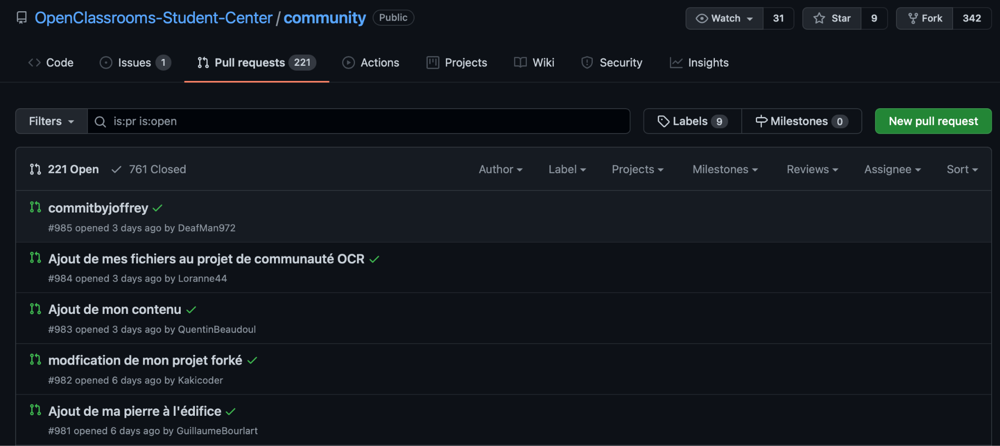 OpenClassrooms-Student-Center / community Public Watch 31 Star 9 Fork 342
Code Issues 1 Pull requests 221 Actions Projects Wiki Security Insights
Filters is:pr is:open Labels 9 Milestones 0 New pull request
221 Open 761 Closed Author Label Projects Milestones Reviews Assignee Sort
commitbyjoffrey
#985 opened 3 days ago by DeafMan972
Ajout de mes fichiers au projet de communauté OCR
#984 opened 3 days ago by Loranne44
Ajout de mon contenu
#983 opened 3 days ago by QuentinBeaudoul
modfication de mon projet forké
#982 opened 6 days ago by Kakicoder
Ajout de ma pierre à l'édifice
#981 opened 6 days ago by GuillaumeBourlart